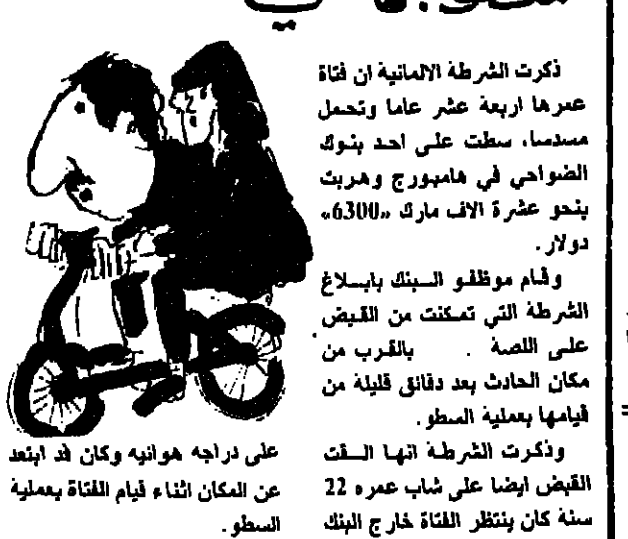 ذكرت الشرطة الالمانية ان فتاة
عمرها اربعة عشر عاما وتحمل
مسدسا، سطت على احد بنوك
الضواحي في هامبورج وهربت
بنحو عشرة الاف مارك «6300»
دولار.
وقام موظفو البنك بابلاغ
الشرطة التي تمكنت من القبض
على اللصة . بالقرب من
مكان الحادث بعد دقائق قليلة من
قيامها بعملية السطو.
وذكرت الشرطة انها القت
القبض ايضا على شاب عمره 22
سنة كان ينتظر الفتاة خارج البنك
على دراجه هوائيه وكان قد ابتعد
عن المكان اثناء قيام الفتاة بعملية
السطو.